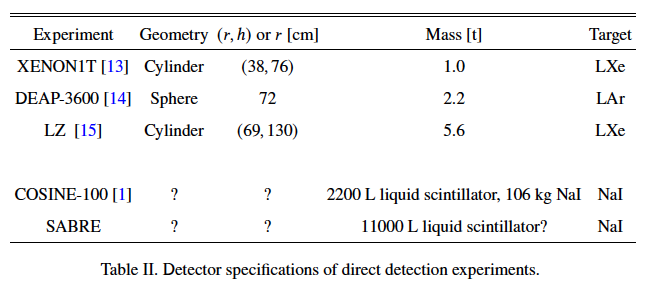 Experiment Geometry (r, h) or r [cm] Mass [t] Target
XENON1T [13] Cylinder (38, 76) 1.0 LXe
DEAP-3600 [14] Sphere 72 2.2 LAr
LZ [15] Cylinder (69, 130) 5.6 LXe
COSINE-100 [1] ? ? 2200 L liquid scintillator, 106 kg NaI NaI
SABRE ? ? 11000 L liquid scintillator? NaI
Table II. Detector specifications of direct detection experiments.